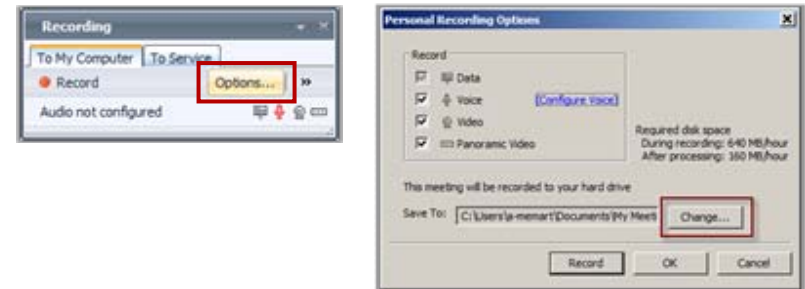 Recording
To My Computer To Service
Record Options... »
Audio not configured
Personal Recording Options
Record
Data
Voice (Configure Voice)
Video
Panoramic Video
Required disk space
During recording: 640 MB/hour
After processing: 160 MB/hour
This meeting will be recorded to your hard drive
Save To: C:\Users\a-memart\Documents\My Meeti Change...
Record OK Cancel